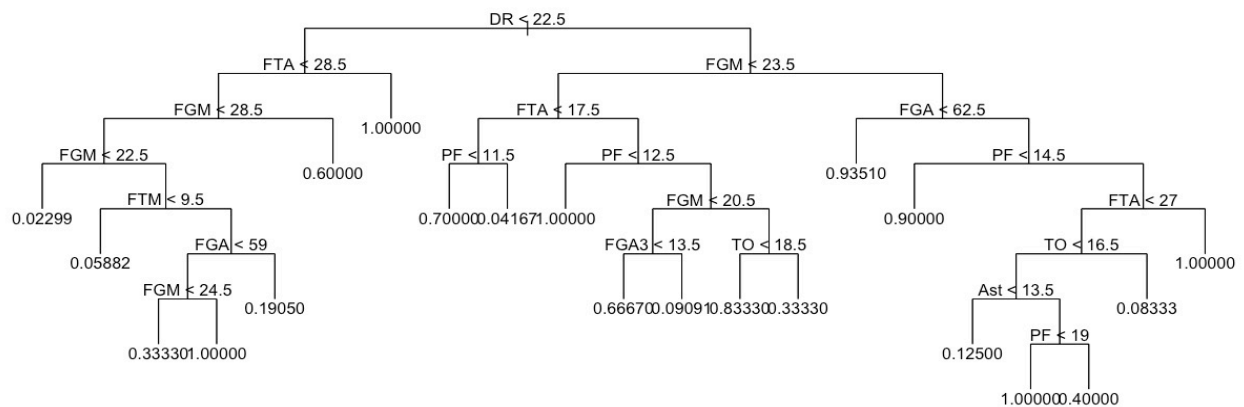 DR < 22.5
FTA < 28.5
FGM < 23.5
FGM < 28.5
1.00000
FTA < 17.5
FGA < 62.5
FGM < 22.5
0.60000
PF < 11.5
PF < 12.5
0.93510
PF < 14.5
0.02299
FTM < 9.5
0.70000
0.04167
1.00000
FGM < 20.5
0.90000
FTA < 27
0.05882
FGA < 59
FGA3 < 13.5
TO < 18.5
TO < 16.5
1.00000
FGM < 24.5
0.19050
0.66670
0.09091
0.83330
0.33330
Ast < 13.5
0.08333
0.33330
1.00000
0.12500
PF < 19
1.00000
0.40000